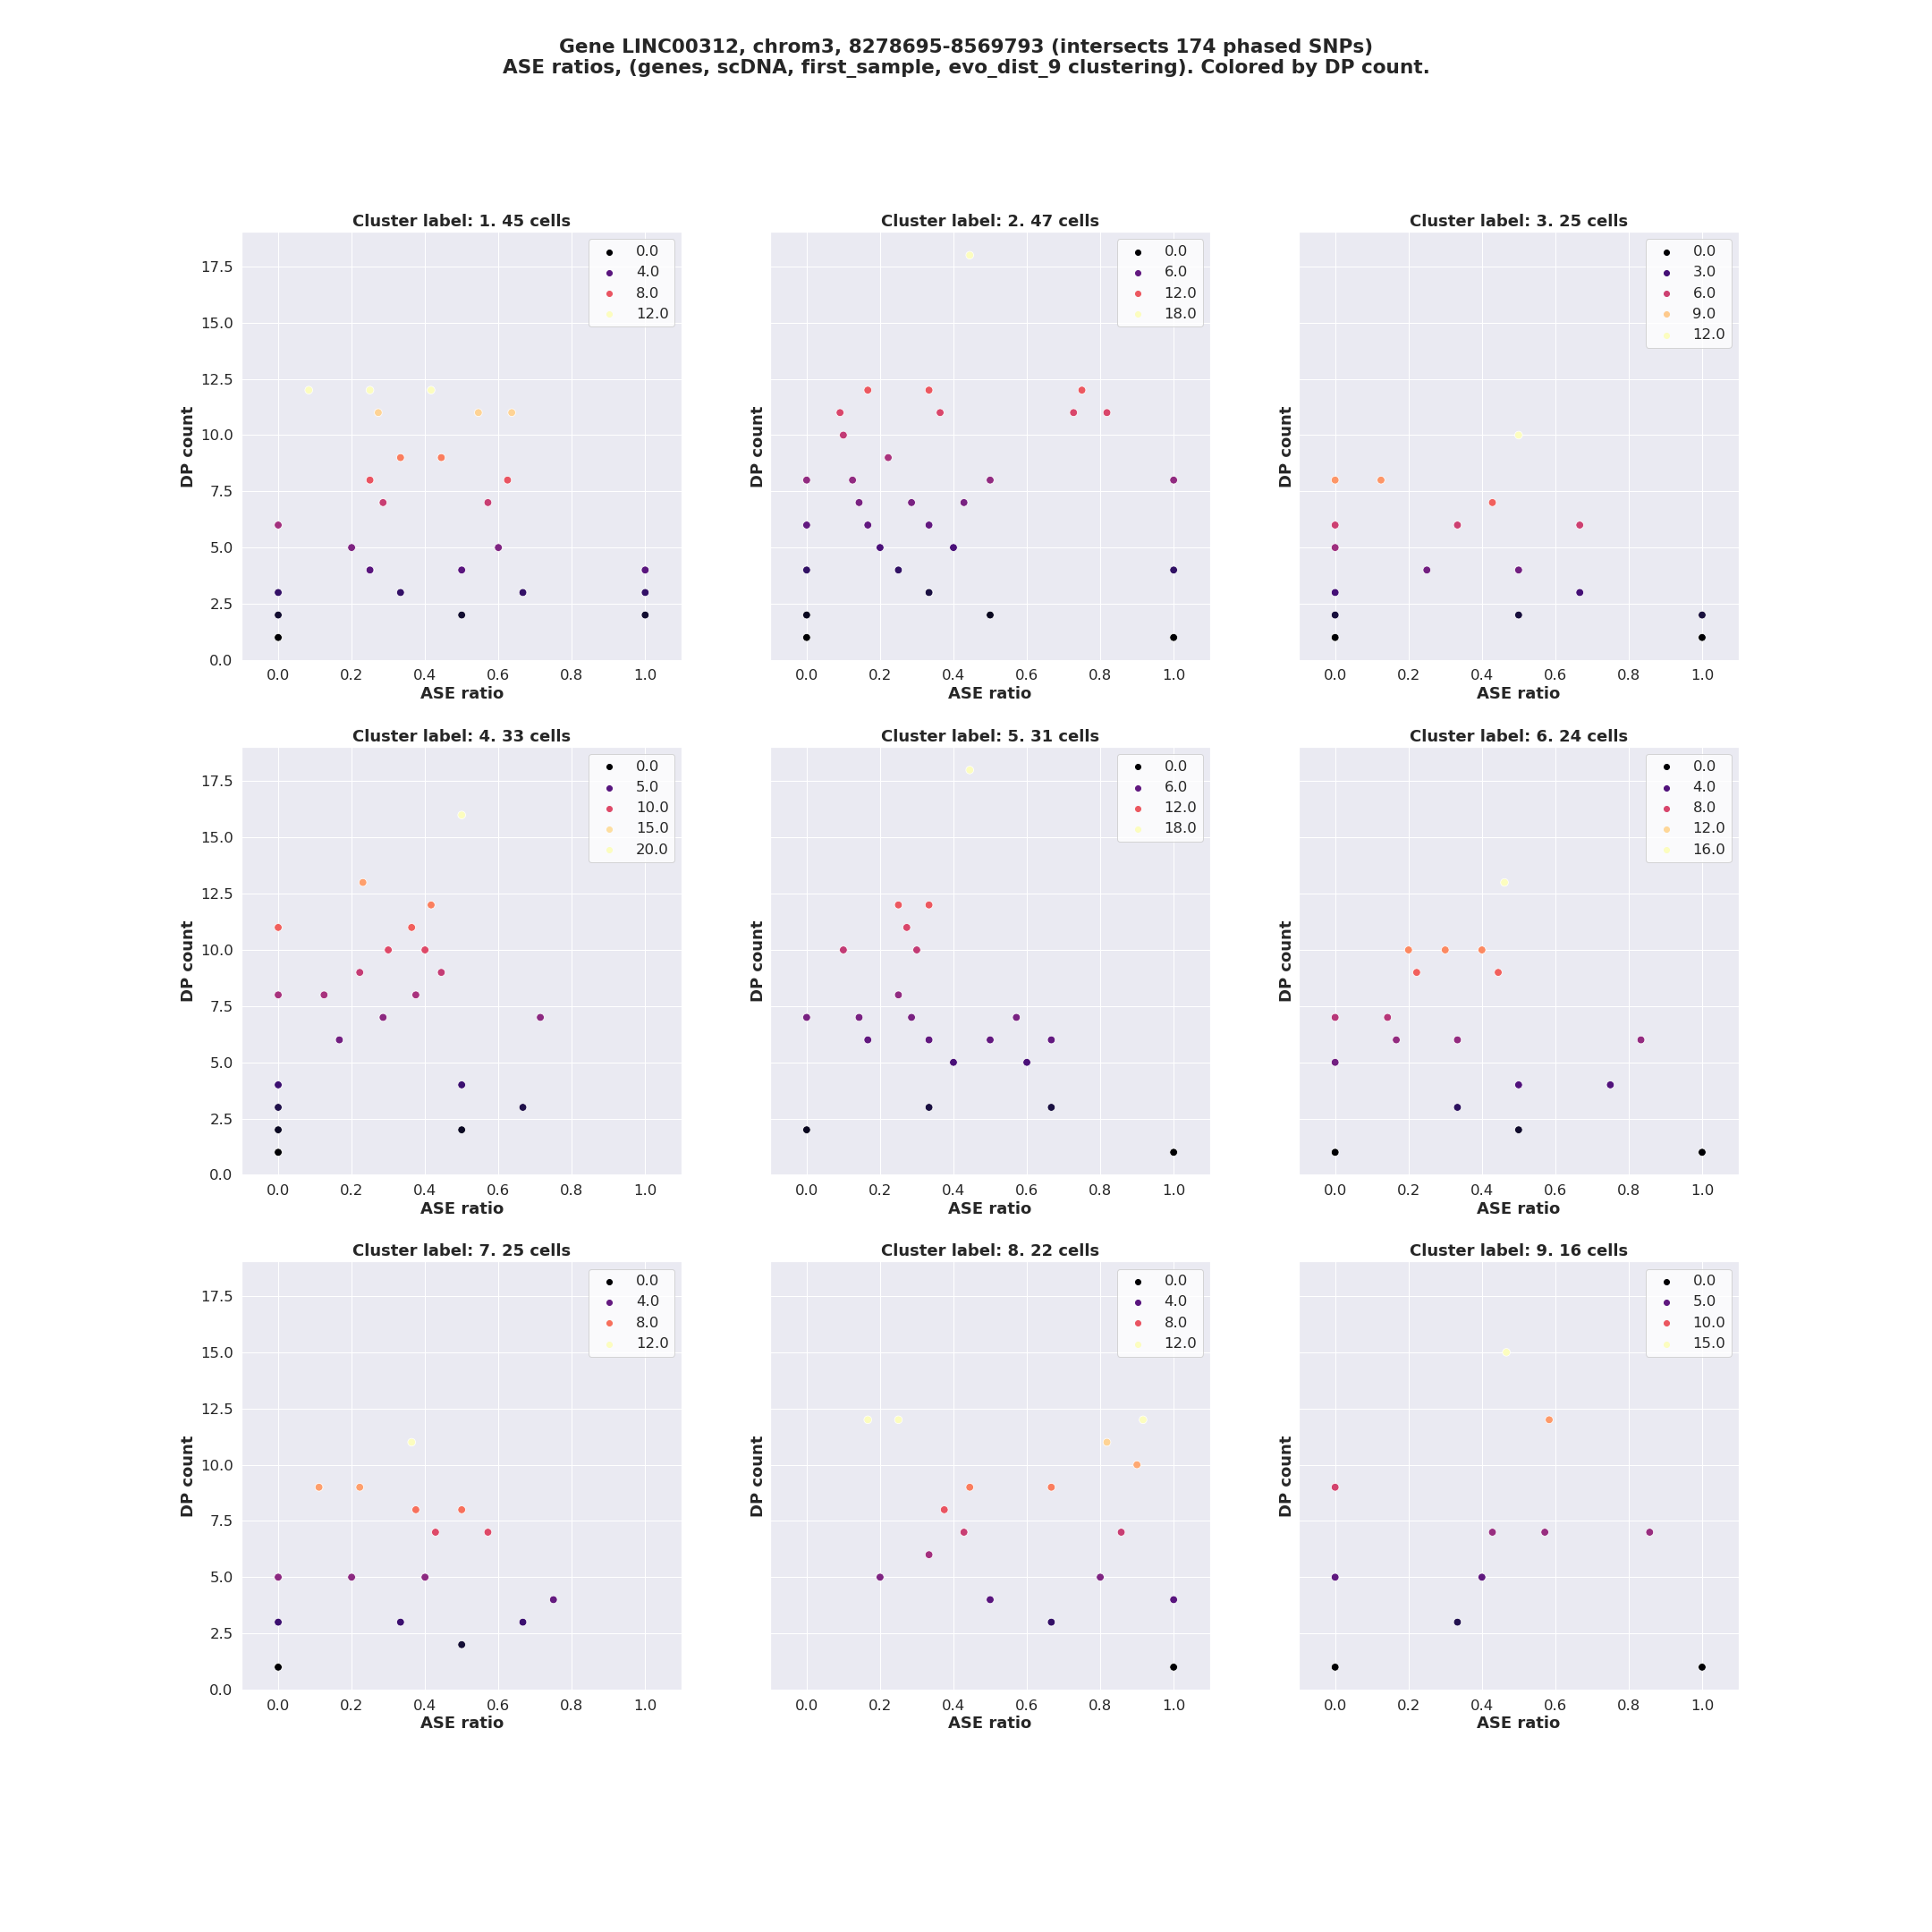 Gene LINC00312, chrom3, 8278695-8569793 (intersects 174 phased SNPs)
ASE ratios, (genes, scDNA, first_sample, evo_dist_9 clustering). Colored by DP count.
Cluster label: 1. 45 cells
17.5
15.0
12.5
10.0
7.5
5.0
2.5
0.0
DP count
0.0
4.0
8.0
12.0
0.0 0.2 0.4 0.6 0.8 1.0
ASE ratio
Cluster label: 2. 47 cells
DP count
0.0
6.0
12.0
18.0
0.0 0.2 0.4 0.6 0.8 1.0
ASE ratio
Cluster label: 3. 25 cells
DP count
0.0
3.0
6.0
9.0
12.0
0.0 0.2 0.4 0.6 0.8 1.0
ASE ratio
Cluster label: 4. 33 cells
17.5
15.0
12.5
10.0
7.5
5.0
2.5
0.0
DP count
0.0
5.0
10.0
15.0
20.0
0.0 0.2 0.4 0.6 0.8 1.0
ASE ratio
Cluster label: 5. 31 cells
DP count
0.0
6.0
12.0
18.0
0.0 0.2 0.4 0.6 0.8 1.0
ASE ratio
Cluster label: 6. 24 cells
DP count
0.0
4.0
8.0
12.0
16.0
0.0 0.2 0.4 0.6 0.8 1.0
ASE ratio
Cluster label: 7. 25 cells
17.5
15.0
12.5
10.0
7.5
5.0
2.5
0.0
DP count
0.0
4.0
8.0
12.0
0.0 0.2 0.4 0.6 0.8 1.0
ASE ratio
Cluster label: 8. 22 cells
DP count
0.0
4.0
8.0
12.0
0.0 0.2 0.4 0.6 0.8 1.0
ASE ratio
Cluster label: 9. 16 cells
DP count
0.0
5.0
10.0
15.0
0.0 0.2 0.4 0.6 0.8 1.0
ASE ratio